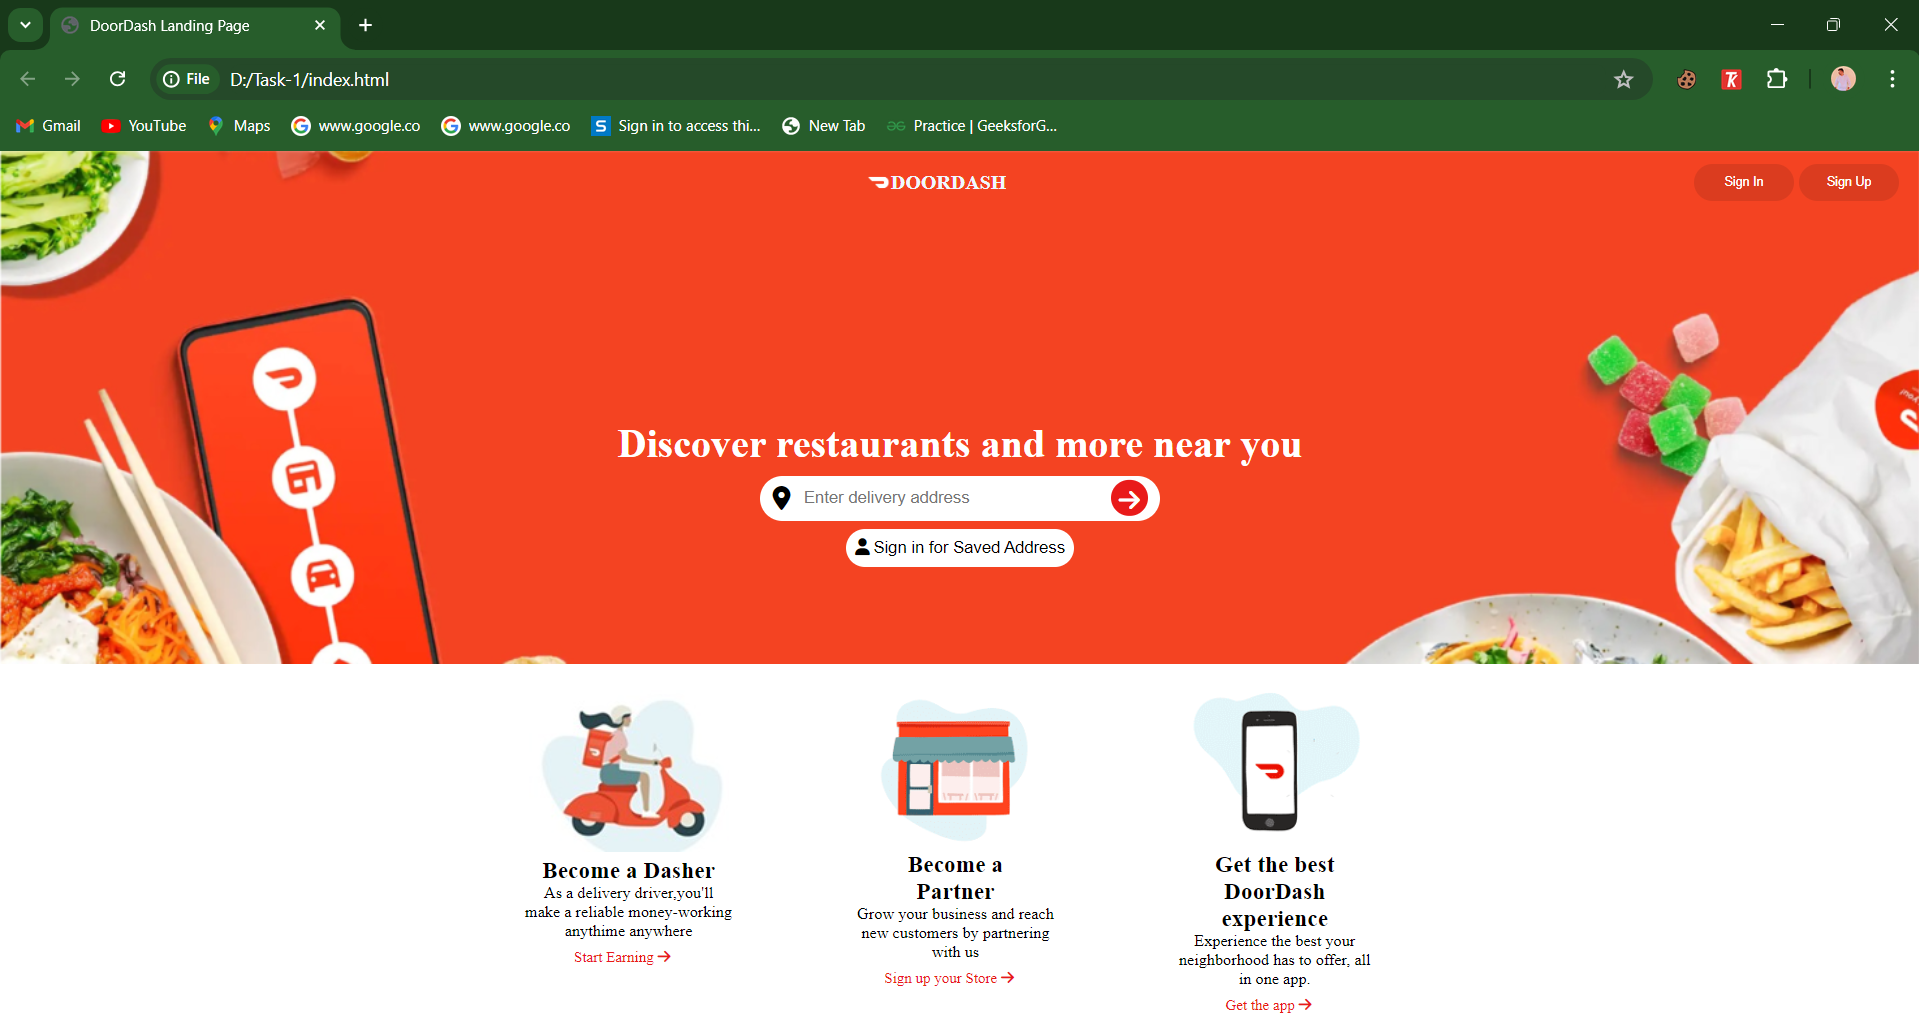 DoorDash Landing Page
File D:/Task-1/index.html
Gmail YouTube Maps www.google.co www.google.co Sign in to access thi... New Tab Practice | GeeksforG...
DOORDASH
Sign In Sign Up
Discover restaurants and more near you
Enter delivery address
Sign in for Saved Address
Become a Dasher
As a delivery driver,you'll
make a reliable money-working
anythime anywhere
Start Earning
Become a
Partner
Grow your business and reach
new customers by partnering
with us
Sign up your Store
Get the best
DoorDash
experience
Experience the best your
neighborhood has to offer, all
in one app.
Get the app